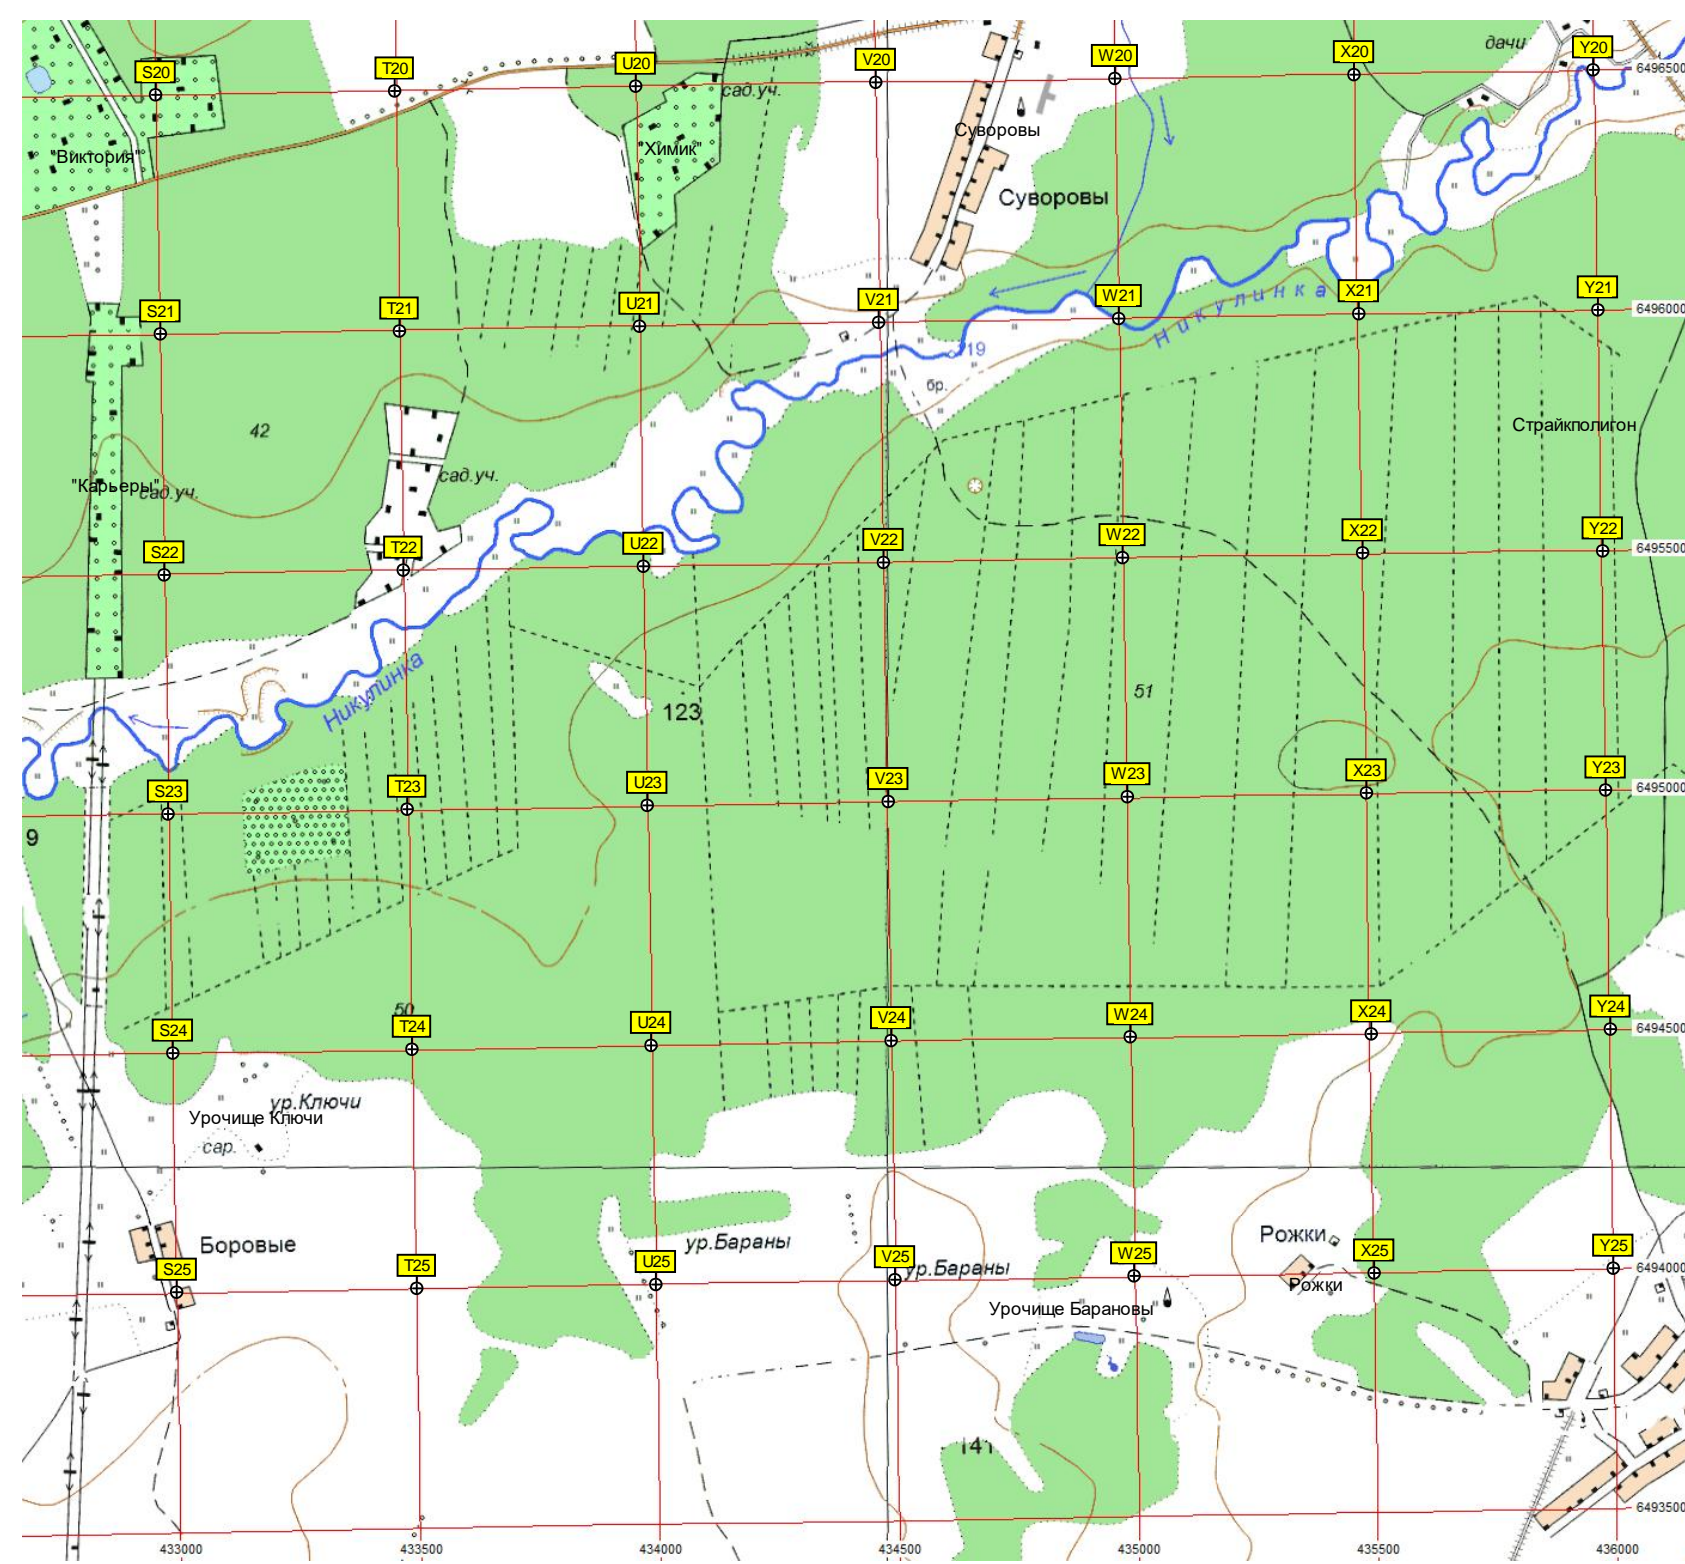 дачи
S20
T20
U20
V20
W20
X20
Y20
6496500
сад.уч.
"Виктория"
"Химик"
Суворовы
Суворовы
S21
T21
U21
V21
W21
X21
Y21
6496000
Никулинка
119
бр.
42
Страйкполигон
"Карьеры"
сад.уч.
сад.уч.
S22
T22
U22
V22
W22
X22
Y22
6495500
Никулинка
123
51
S23
T23
U23
V23
W23
X23
Y23
6495000
9
50
S24
T24
U24
V24
W24
X24
Y24
6494500
ур.Ключи
Урочище Ключи
сар.
Боровые
ур.Бараны
Рожки
S25
T25
U25
V25
W25
X25
Y25
6494000
ур.Бараны
Рожки
Урочище Барановы
141
6493500
433000
433500
434000
434500
435000
435500
436000